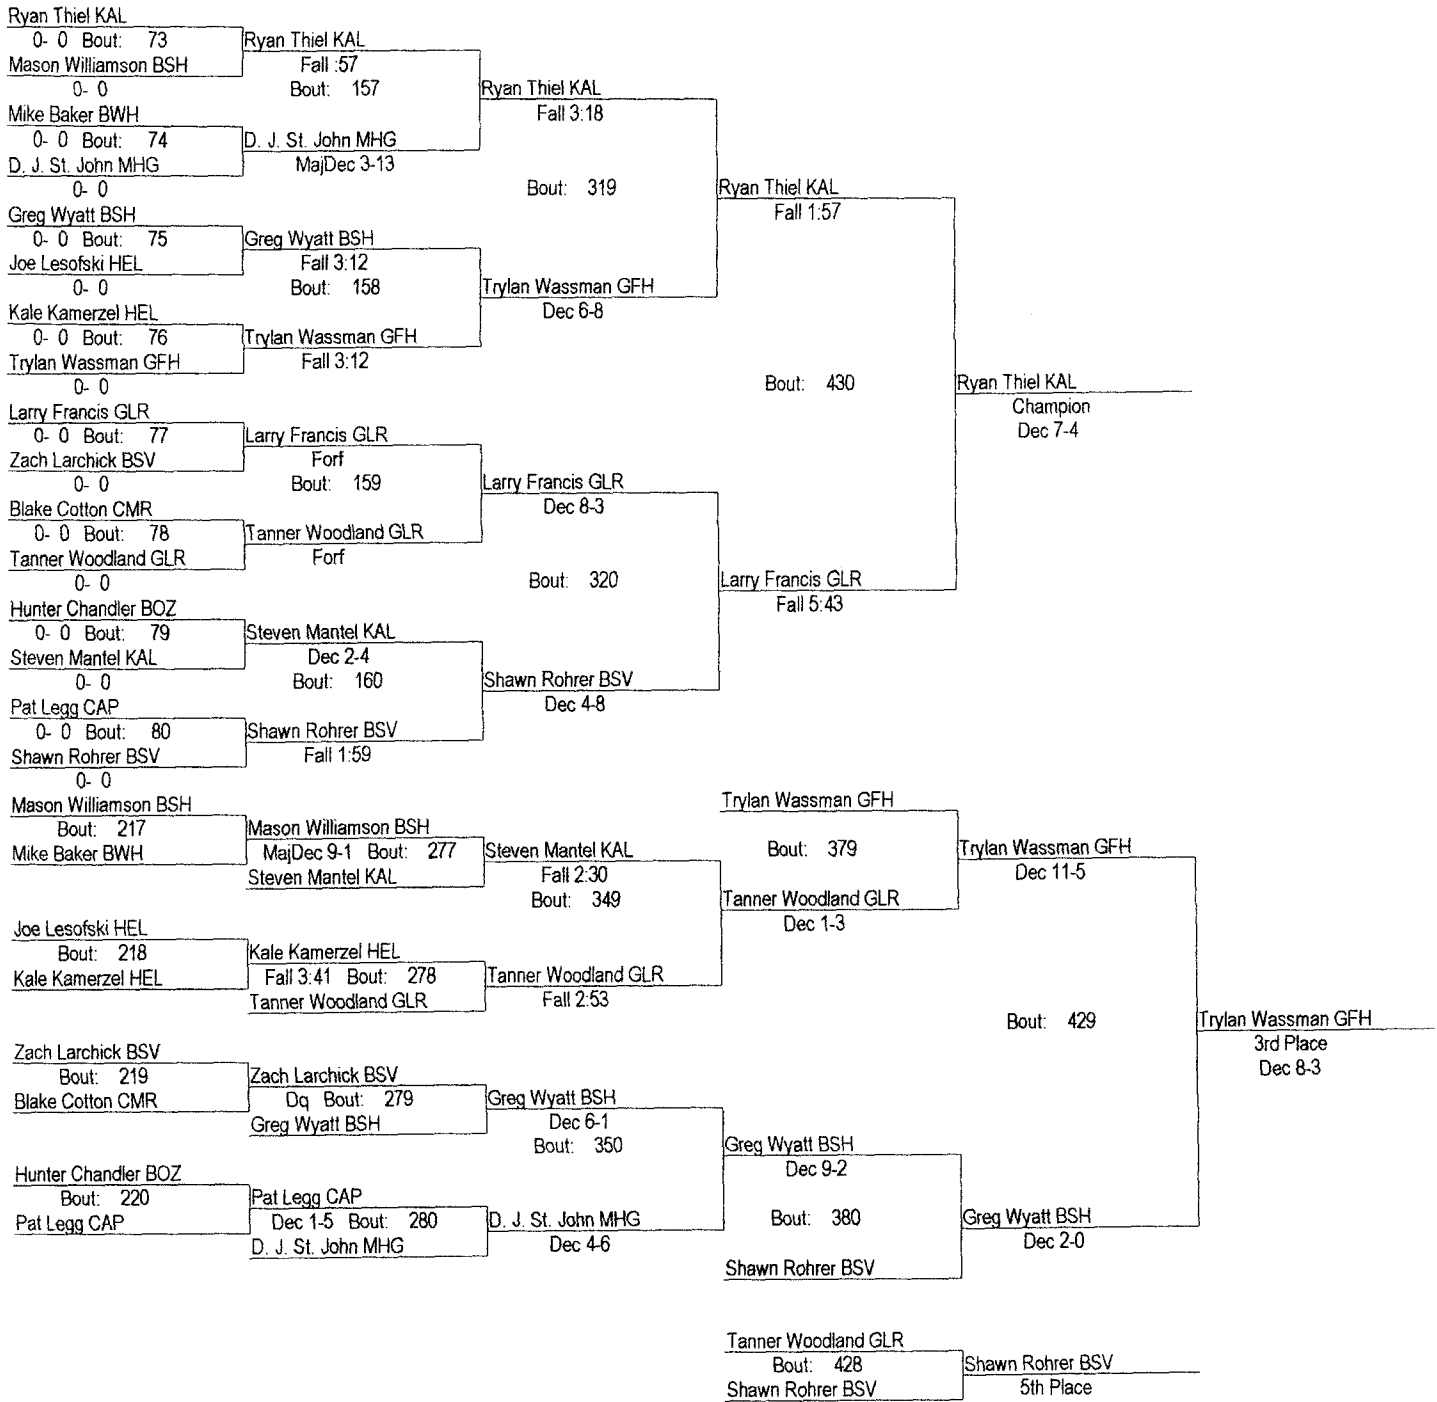 Ryan Thiel KAL
0- 0 Bout: 73
Mason Williamson BSH
0- 0
Mike Baker BWH
0- 0 Bout: 74
D. J. St. John MHG
0- 0
Greg Wyatt BSH
0- 0 Bout: 75
Joe Lesofski HEL
0- 0
Kale Kamerzel HEL
0- 0 Bout: 76
Trylan Wassman GFH
0- 0
Larry Francis GLR
0- 0 Bout: 77
Zach Larchick BSV
0- 0
Blake Cotton CMR
0- 0 Bout: 78
Tanner Woodland GLR
0- 0
Hunter Chandler BOZ
0- 0 Bout: 79
Steven Mantel KAL
0- 0
Pat Legg CAP
0- 0 Bout: 80
Shawn Rohrer BSV
0- 0
Ryan Thiel KAL
Fall :57
Bout: 157
D. J. St. John MHG
MajDec 3-13
Greg Wyatt BSH
Fall 3:12
Bout: 158
Trylan Wassman GFH
Fall 3:12
Larry Francis GLR
Forf
Bout: 159
Tanner Woodland GLR
Forf
Steven Mantel KAL
Dec 2-4
Bout: 160
Shawn Rohrer BSV
Fall 1:59
Ryan Thiel KAL
Fall 3:18
Bout: 319
Trylan Wassman GFH
Dec 6-8
Larry Francis GLR
Dec 8-3
Bout: 320
Shawn Rohrer BSV
Dec 4-8
Ryan Thiel KAL
Fall 1:57
Bout: 430
Larry Francis GLR
Fall 5:43
Ryan Thiel KAL
Champion
Dec 7-4
Mason Williamson BSH
Bout: 217
Mike Baker BWH
Joe Lesofski HEL
Bout: 218
Kale Kamerzel HEL
Zach Larchick BSV
Bout: 219
Blake Cotton CMR
Hunter Chandler BOZ
Bout: 220
Pat Legg CAP
Mason Williamson BSH
MajDec 9-1 Bout: 277
Steven Mantel KAL
Kale Kamerzel HEL
Fall 3:41 Bout: 278
Tanner Woodland GLR
Zach Larchick BSV
Dq Bout: 279
Greg Wyatt BSH
Pat Legg CAP
Dec 1-5 Bout: 280
D. J. St. John MHG
Steven Mantel KAL
Fall 2:30
Bout: 349
Tanner Woodland GLR
Fall 2:53
Greg Wyatt BSH
Dec 6-1
Bout: 350
D. J. St. John MHG
Dec 4-6
Trylan Wassman GFH
Bout: 379
Tanner Woodland GLR
Dec 1-3
Greg Wyatt BSH
Dec 9-2
Bout: 380
Shawn Rohrer BSV
Trylan Wassman GFH
Dec 11-5
Bout: 429
Greg Wyatt BSH
Dec 2-0
Trylan Wassman GFH
3rd Place
Dec 8-3
Tanner Woodland GLR
Bout: 428
Shawn Rohrer BSV
Shawn Rohrer BSV
5th Place